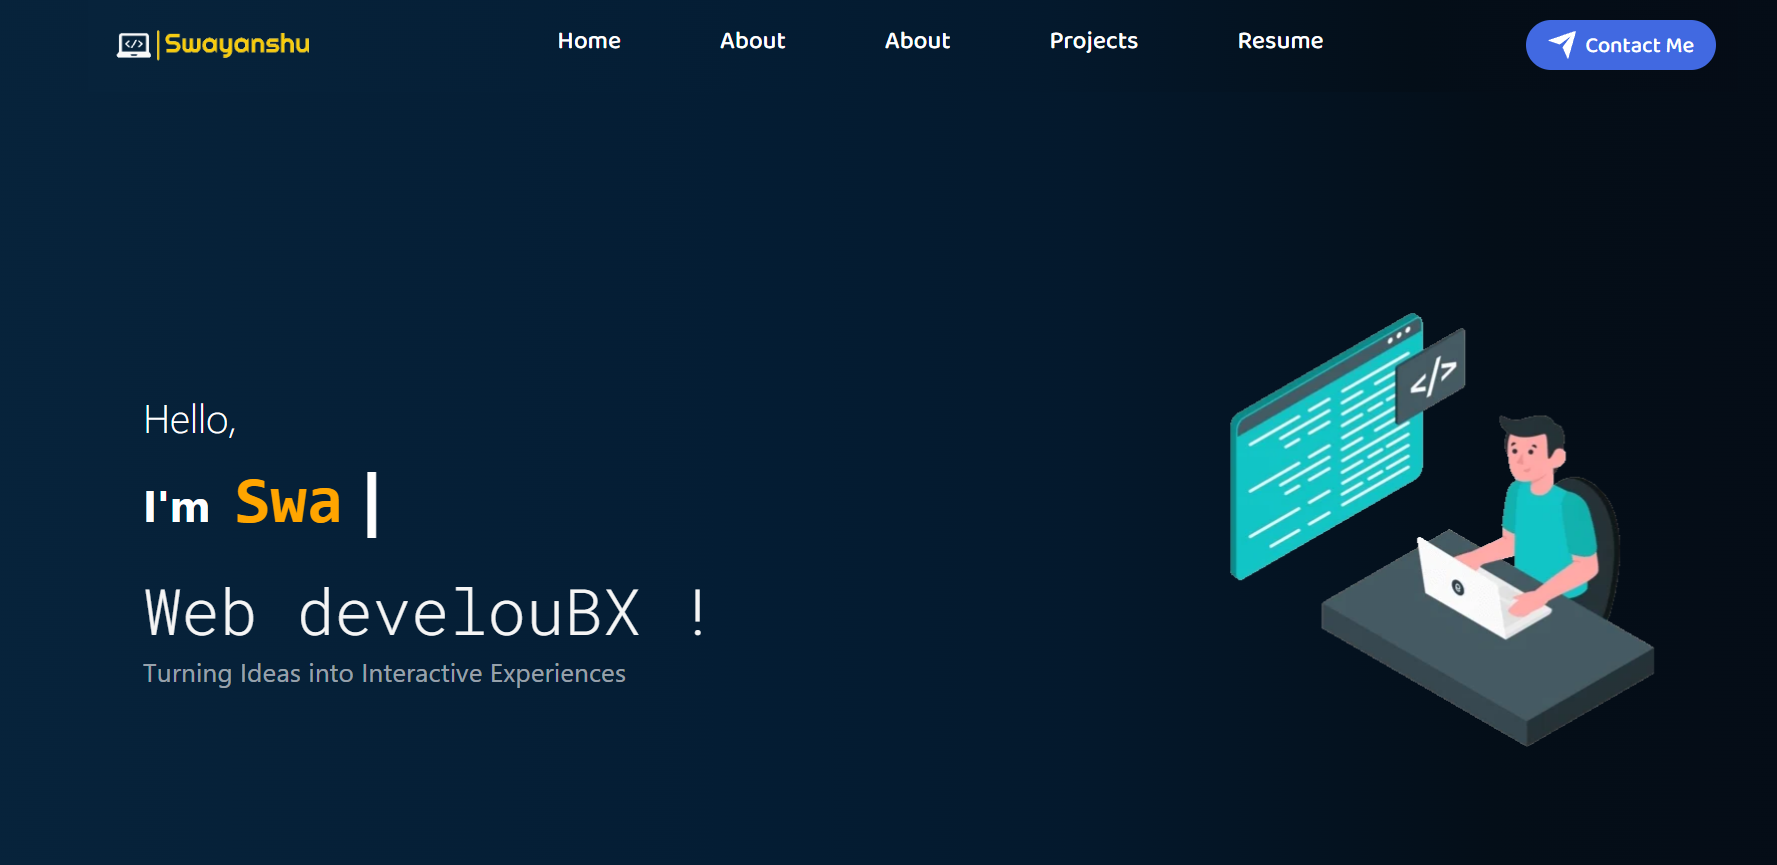 </> | Swayanshu Home About About Projects Resume Contact Me
</>
Hello,
I'm Swa |
Web develouBX !
Turning Ideas into Interactive Experiences